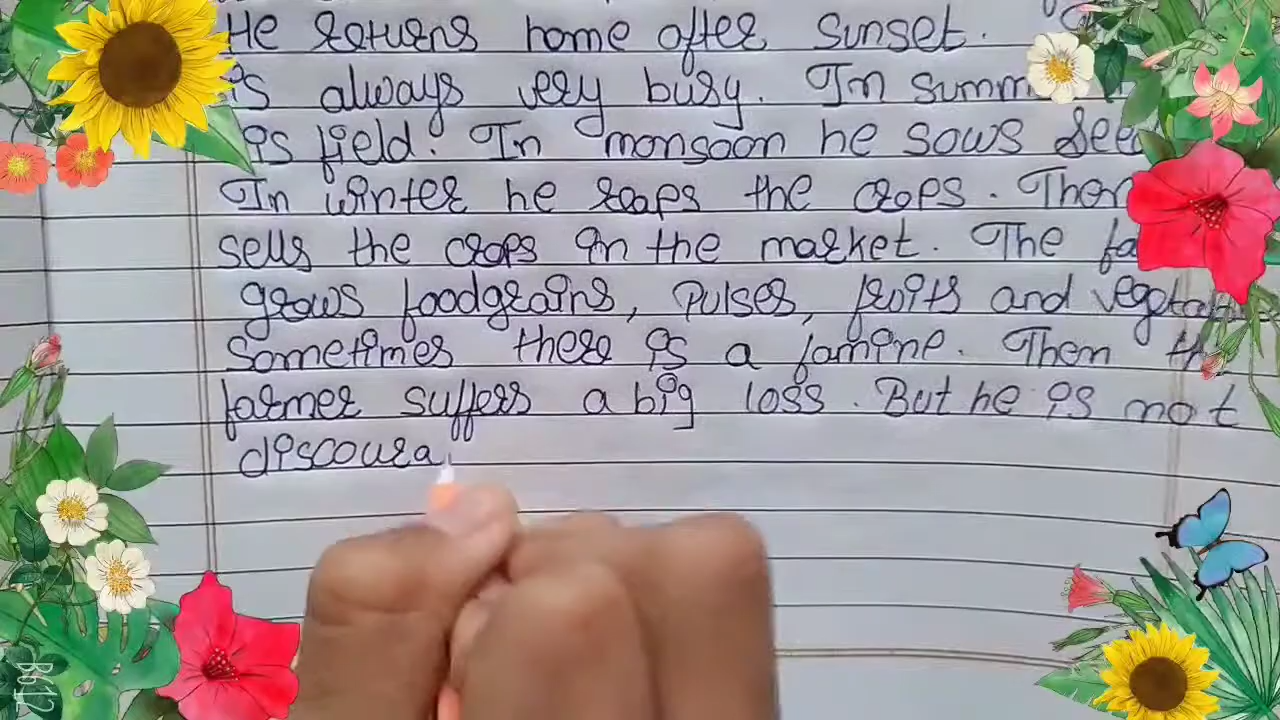 He returns home after sunset.
is always very busy. In summ
is field. In monsoon he sows see
In winter he reaps the crops. Then
sells the crops in the market. The fa
grows foodgrains, pulses, fruits and vegetables
Sometimes there is a famine. Then th
farmer suffers a big loss. But he is not
discoura
B612